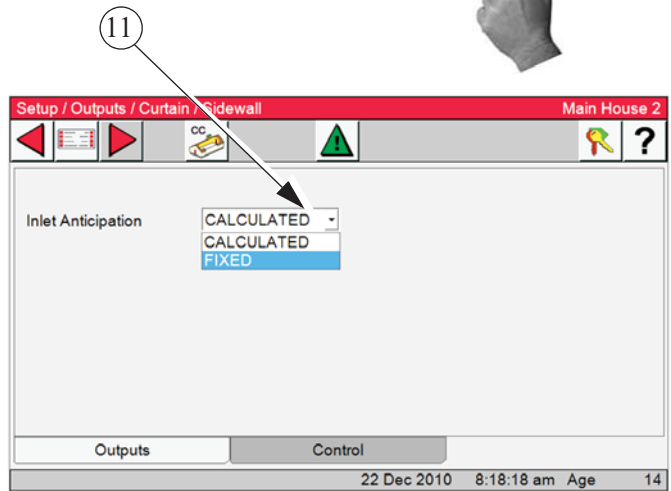 11
Setup / Outputs / Curtain / Sidewall Main House 2
CC ?
Inlet Anticipation CALCULATED
CALCULATED
FIXED
Outputs Control
22 Dec 2010 8:18:18 am Age 14